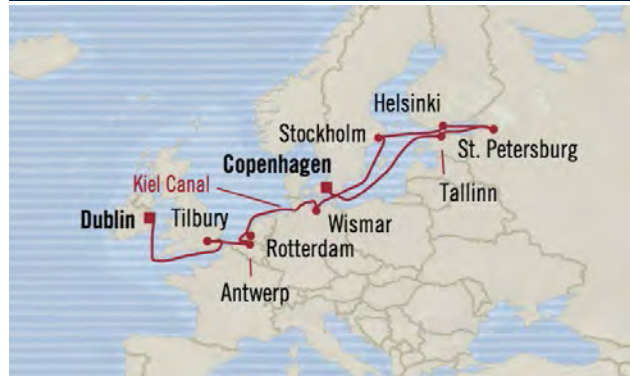 Helsinki
Stockholm
St. Petersburg
Copenhagen
Kiel Canal
Tallinn
Dublin
Tilbury
Wismar
Rotterdam
Antwerp